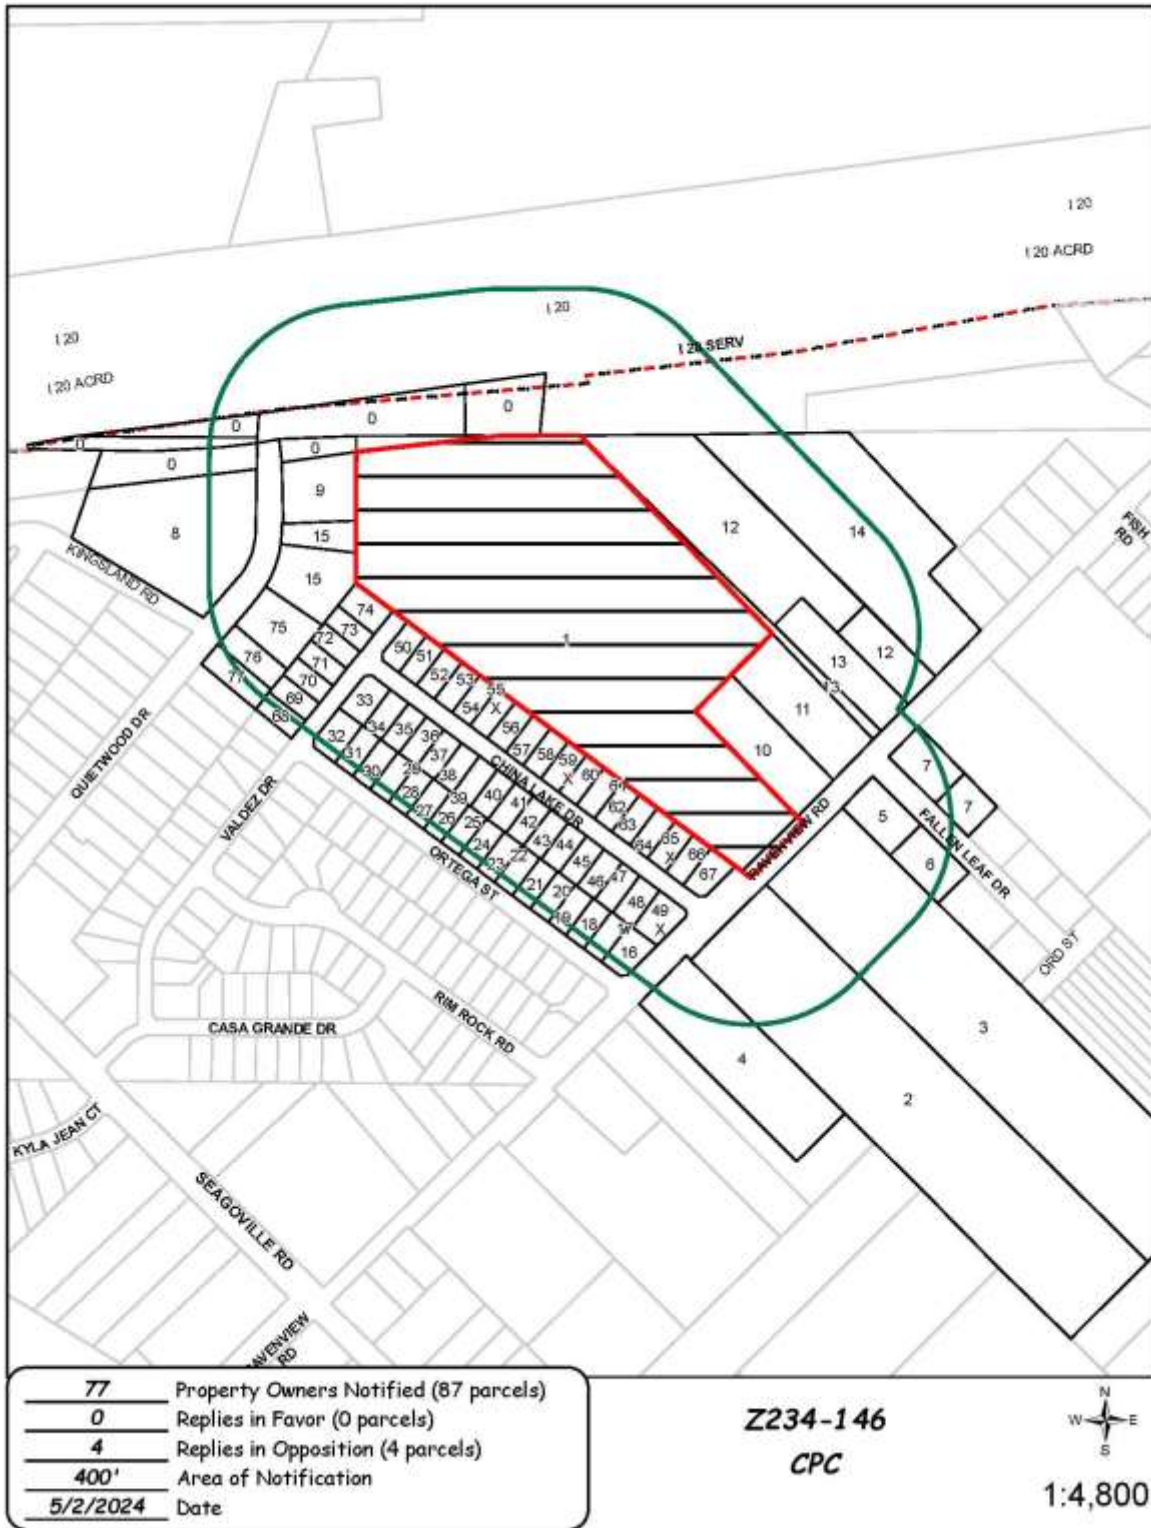 I 20
I 20 ACRD
I 20
I 20
I 20 SERV
I 20 ACRD
0
0
0
0
0
0
9
8
15
15
12
14
FISH
RD
KINGSLAND RD
1
12
13
13
11
10
74
73
72
71
70
69
68
75
76
77
50
51
52
53
54
55
X
56
57
58
59
X
60
61
62
63
64
65
X
66
67
33
34
35
36
37
38
39
40
41
42
43
44
45
46
47
48
49
X
32
31
30
29
28
27
26
25
24
23
22
21
20
19
18
16
CHINA LAKE DR
QUIETWOOD DR
VALDEZ DR
ORTEGA ST
RAVENVIEW RD
7
7
5
6
FALLEN LEAF DR
ORD ST
RIM ROCK RD
CASA GRANDE DR
KYLA JEAN CT
SEAGOVILLE RD
4
3
2
RD
77 Property Owners Notified (87 parcels)
0 Replies in Favor (0 parcels)
4 Replies in Opposition (4 parcels)
400' Area of Notification
5/2/2024 Date
Z234-146
CPC
N
W E
S
1:4,800